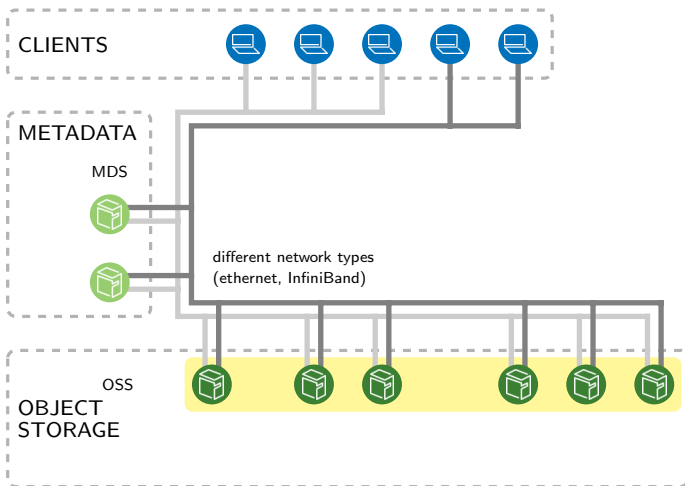 CLIENTS
METADATA
MDS
different network types
(ethernet, InfiniBand)
OSS
OBJECT
STORAGE